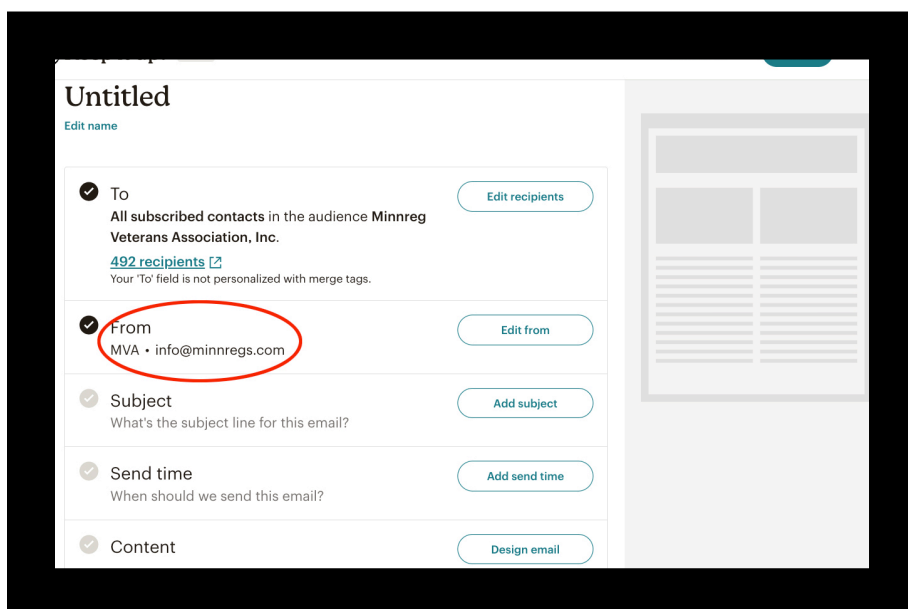 Untitled
Edit name
To
Edit recipients
All subscribed contacts in the audience Minnreg
Veterans Association, Inc.
492 recipients
Your 'To' field is not personalized with merge tags.
From
Edit from
MVA • info@minnregs.com
Subject
Add subject
What's the subject line for this email?
Send time
Add send time
When should we send this email?
Content
Design email